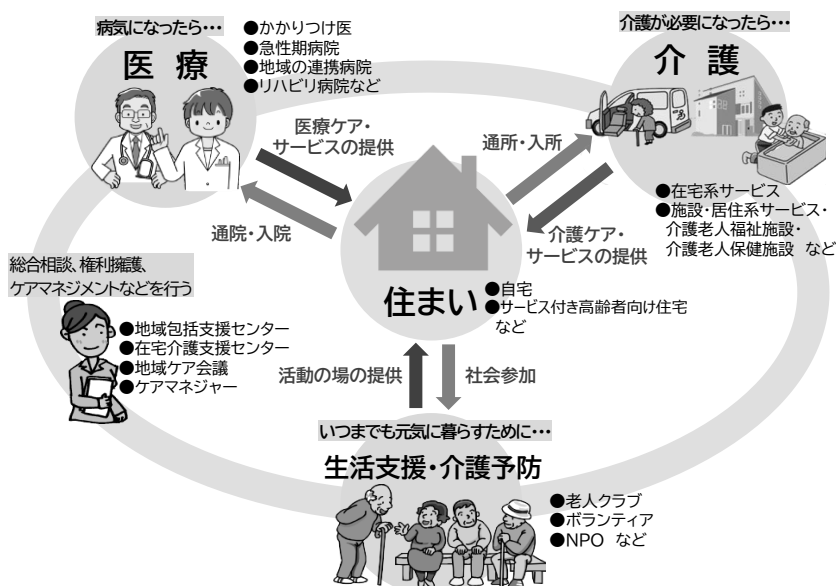 病気になったら・・・
医療
●かかりつけ医
●急性期病院
●地域の連携病院
●リハビリ病院など
介護が必要になったら・・・
介護
●在宅系サービス
●施設・居住系サービス・
介護老人福祉施設・
介護老人保健施設 など
医療ケア・
サービスの提供
通院・入院
通所・入所
介護ケア・
サービスの提供
住まい
●自宅
●サービス付き高齢者向け住宅
など
総合相談、権利擁護、
ケアマネジメントなどを行う
●地域包括支援センター
●在宅介護支援センター
●地域ケア会議
●ケアマネジャー
活動の場の提供
社会参加
いつまでも元気に暮らすために・・・
生活支援・介護予防
●老人クラブ
●ボランティア
●NPO など